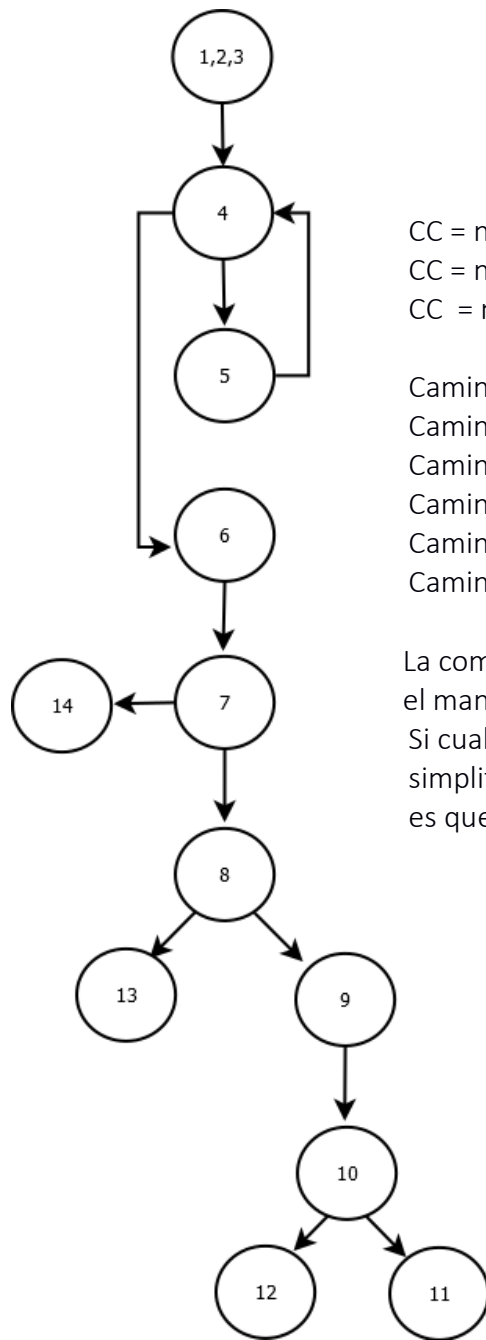 1,2,3
4
CC = n
CC = n
CC =
5
Camin
Camin
Camin
Camin
Camin
Camin
6
La com
el man
14
7
Si cual
simpli
es que
8
13
9
10
12
11